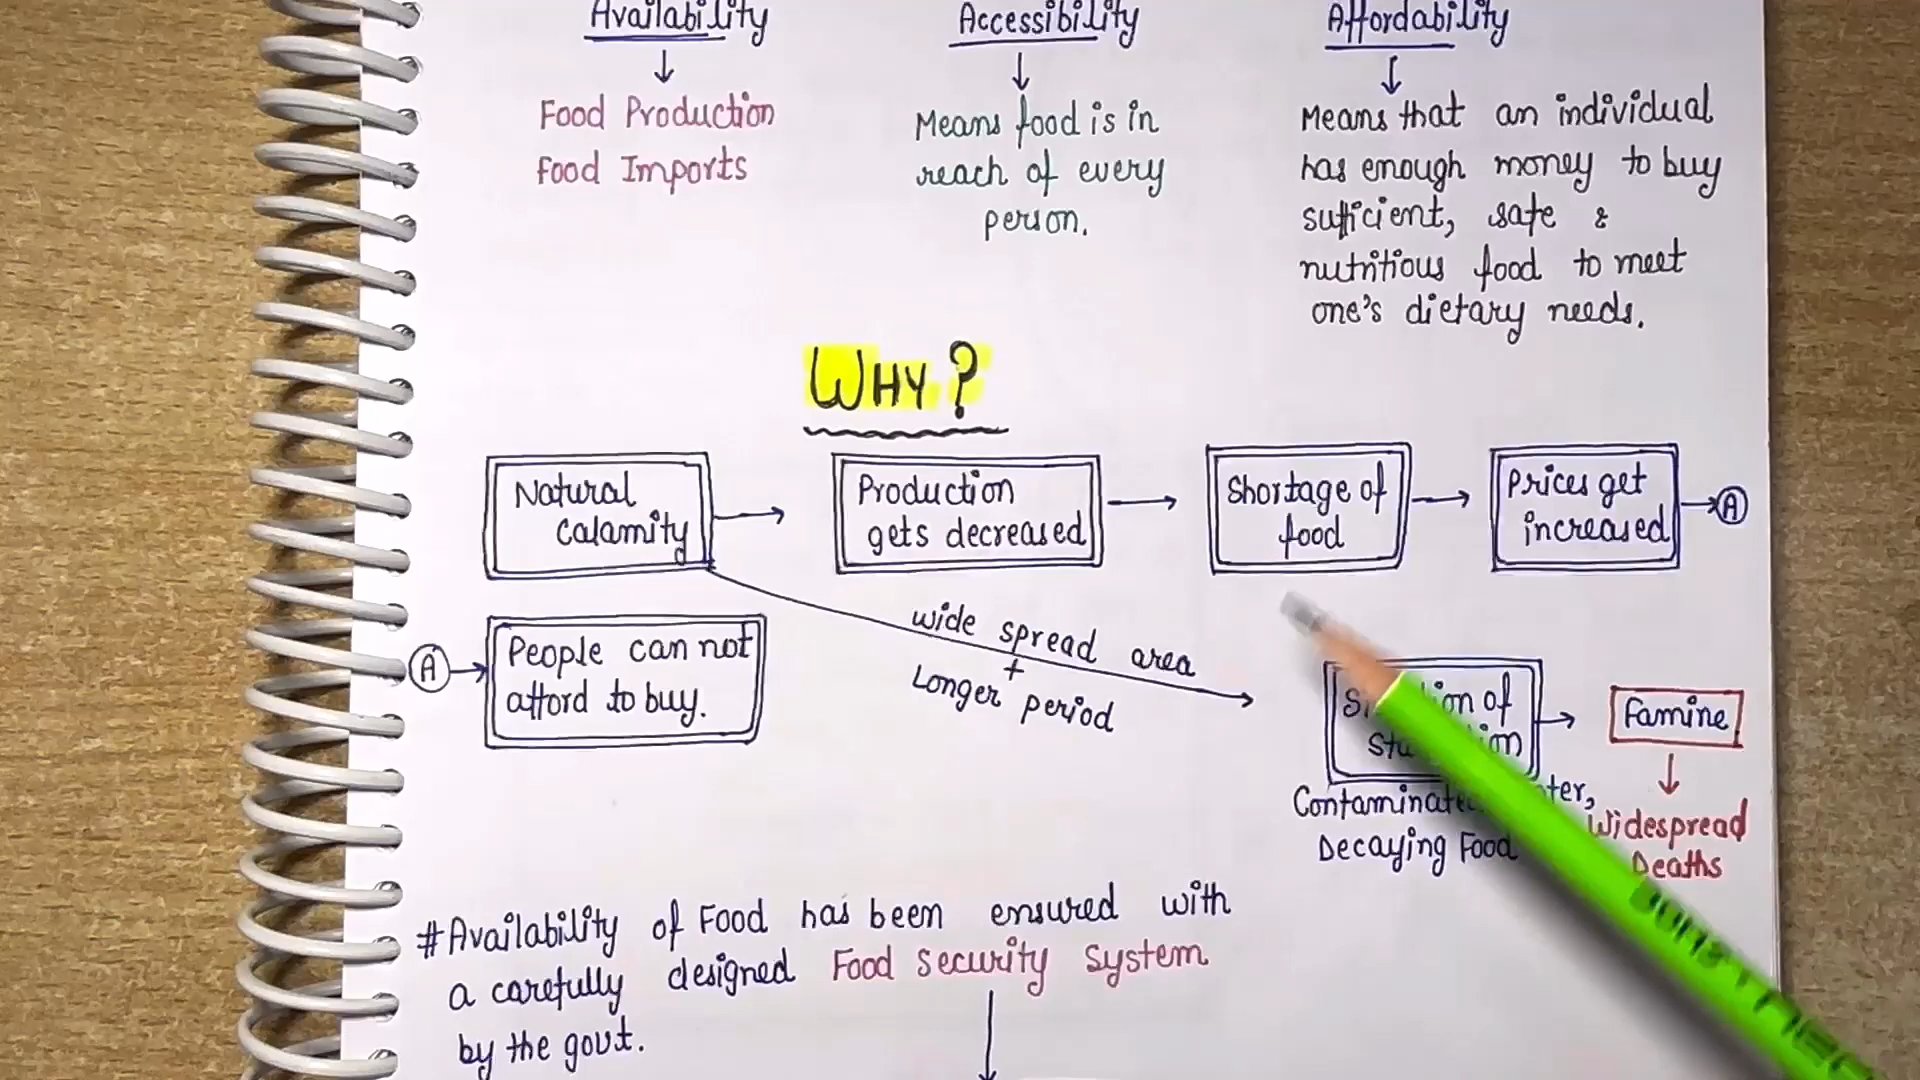 Availability
Food Production
Food Imports
Accessibility
Means food is in
reach of every
person.
Affordability
Means that an individual
has enough money to buy
sufficient, safe &
nutritious food to meet
one's dietary needs.
WHY?
Natural
calamity
Production
gets decreased
Shortage of
food
Prices get
increased
A
A
People can not
afford to buy.
wide spread area
+
Longer period
of
Famine
Widespread
Deaths
Decaying Food
#Availability of Food has been ensured with
a carefully designed Food Security System
by the govt.